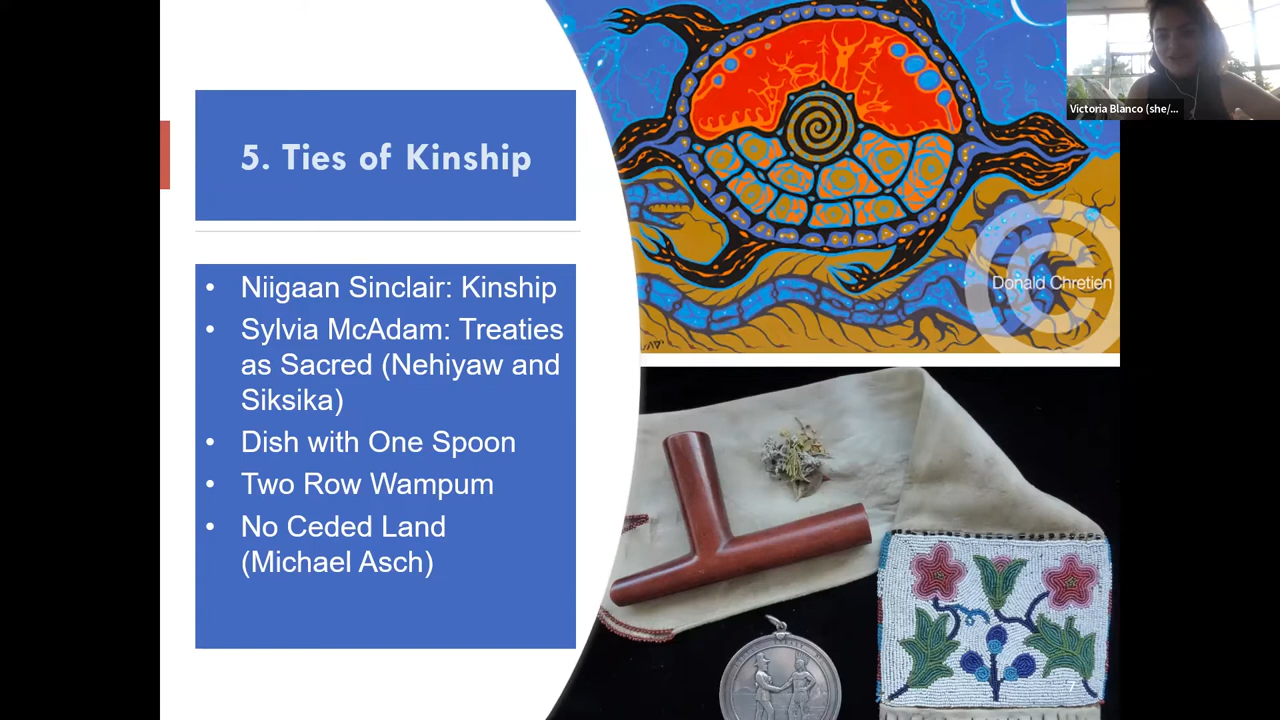 5. Ties of Kinship
• Niigaan Sinclair: Kinship
• Sylvia McAdam: Treaties
as Sacred (Nehiyaw and
Siksika)
• Dish with One Spoon
• Two Row Wampum
• No Ceded Land
(Michael Asch)
Victoria Blanco (she/...
Donald Chretien
7